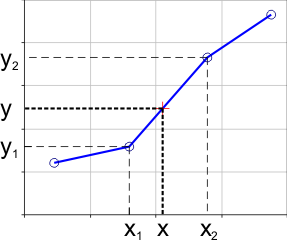 y₂
y
y₁
x₁ x x₂